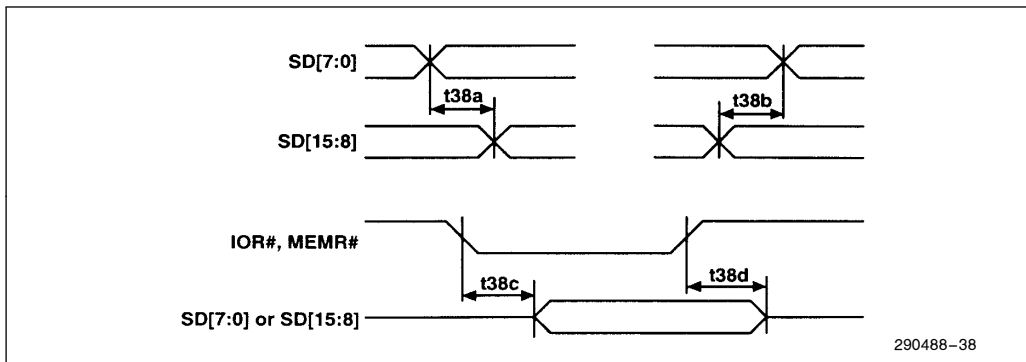 SD[7:0]
t38a
t38b
SD[15:8]
IOR#, MEMR#
t38c
t38d
SD[7:0] or SD[15:8]
290488–38